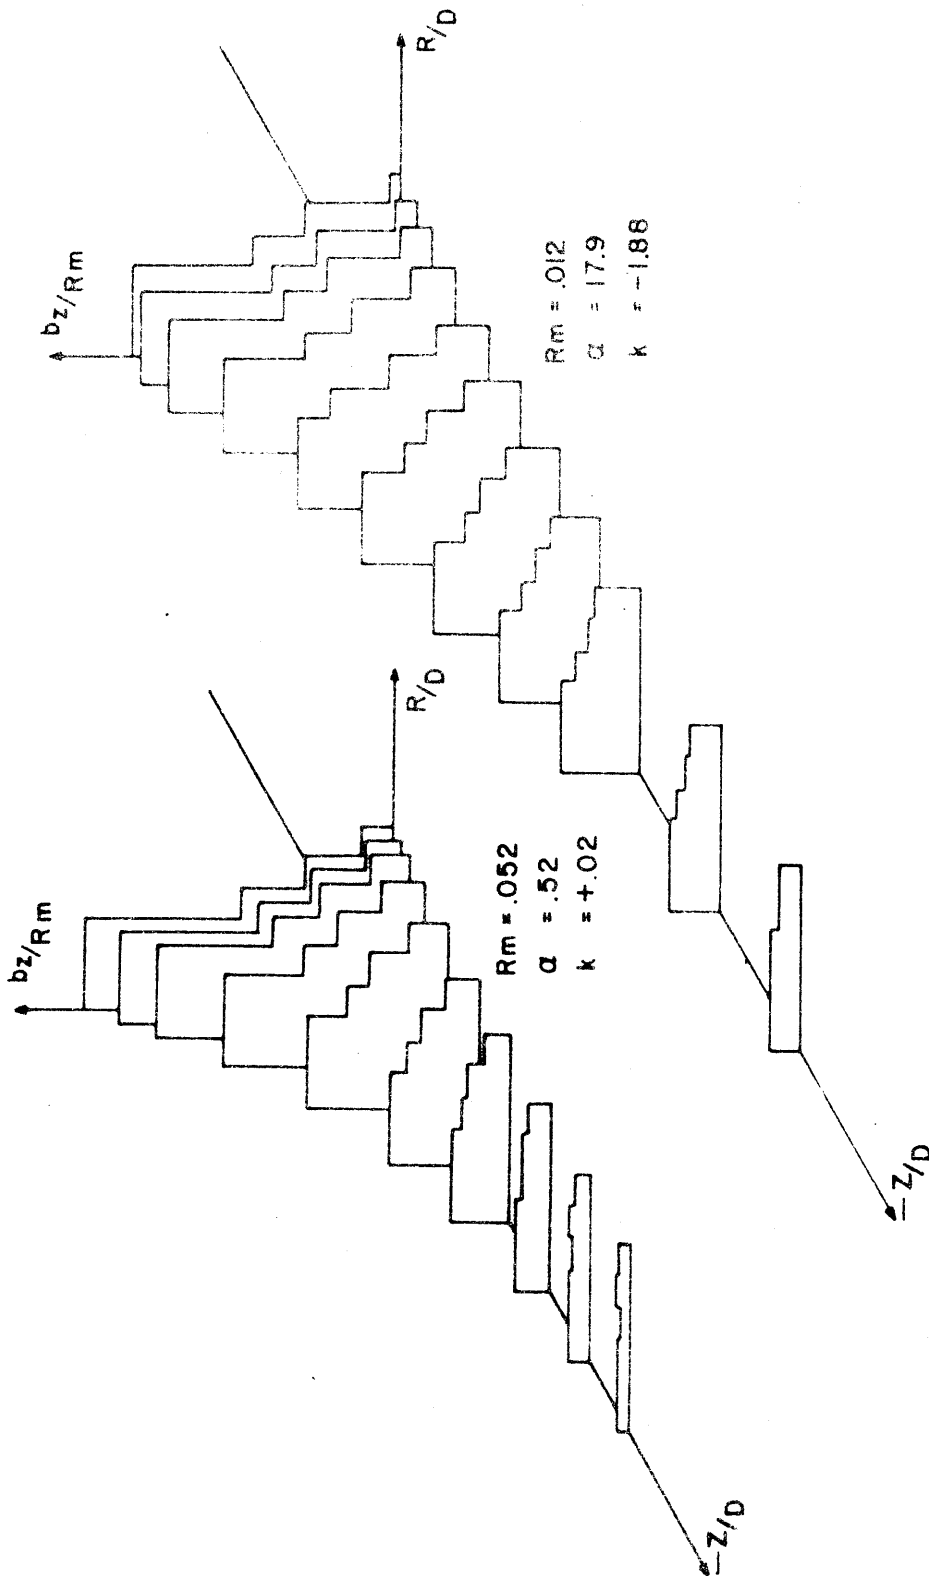 bz/Rm
R/D
Rm = .052
α = .52
k = +.02
−Z/D
bz/Rm
R/D
Rm = .012
α = 17.9
k = -1.88
−Z/D